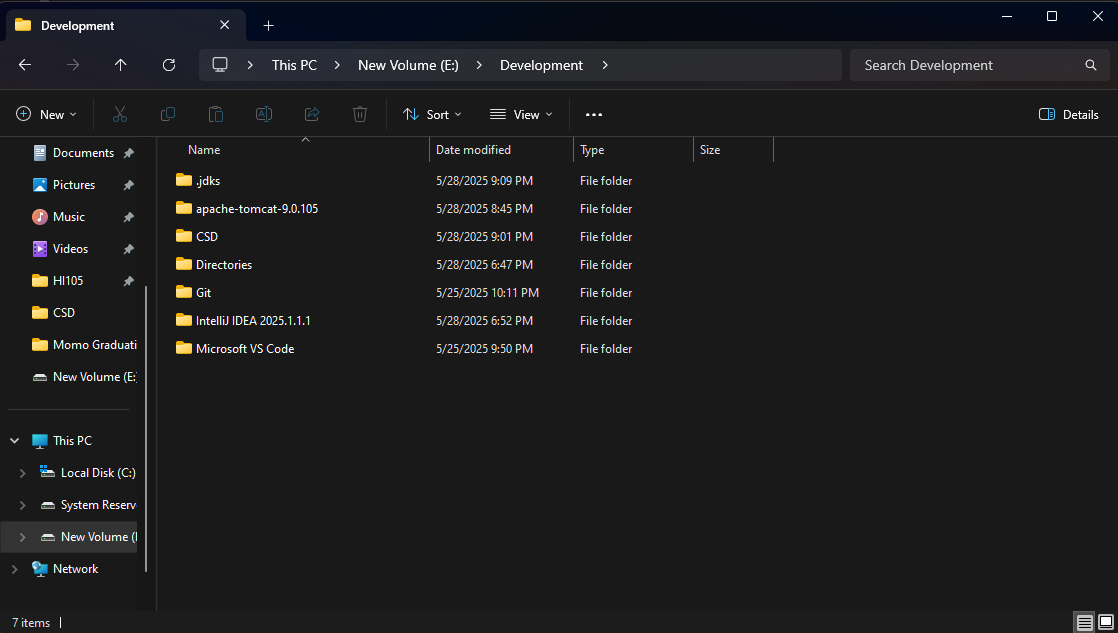 Development
This PC > New Volume (E:) > Development >
Search Development
New
Sort
View
Details
Name Date modified Type Size
.jdks 5/28/2025 9:09 PM File folder
apache-tomcat-9.0.105 5/28/2025 8:45 PM File folder
CSD 5/28/2025 9:01 PM File folder
Directories 5/28/2025 6:47 PM File folder
Git 5/25/2025 10:11 PM File folder
IntelliJ IDEA 2025.1.1.1 5/28/2025 6:52 PM File folder
Microsoft VS Code 5/25/2025 9:50 PM File folder
Documents
Pictures
Music
Videos
HI105
CSD
Momo Graduati
New Volume (E:
This PC
Local Disk (C:)
System Reserv
New Volume (
Network
7 items